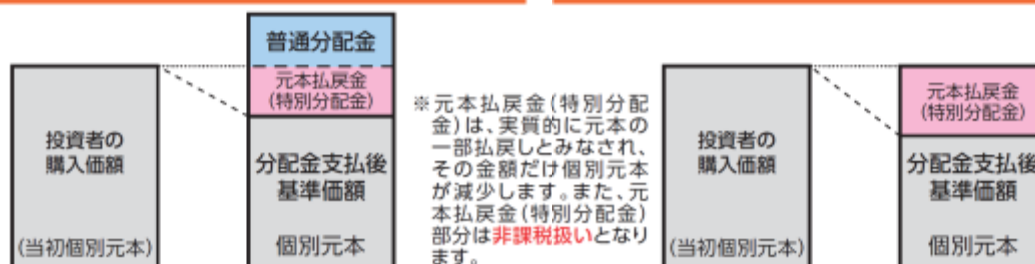 普通分配金
元本払戻金
(特別分配金)
投資者の
購入価額
(当初個別元本)
分配金支払後
基準価額
個別元本
※元本払戻金(特別分配
金)は、実質的に元本の
一部払戻しとみなされ、
その金額だけ個別元本
が減少します。また、元
本払戻金(特別分配金)
部分は非課税扱いとなり
ます。
投資者の
購入価額
(当初個別元本)
元本払戻金
(特別分配金)
分配金支払後
基準価額
個別元本